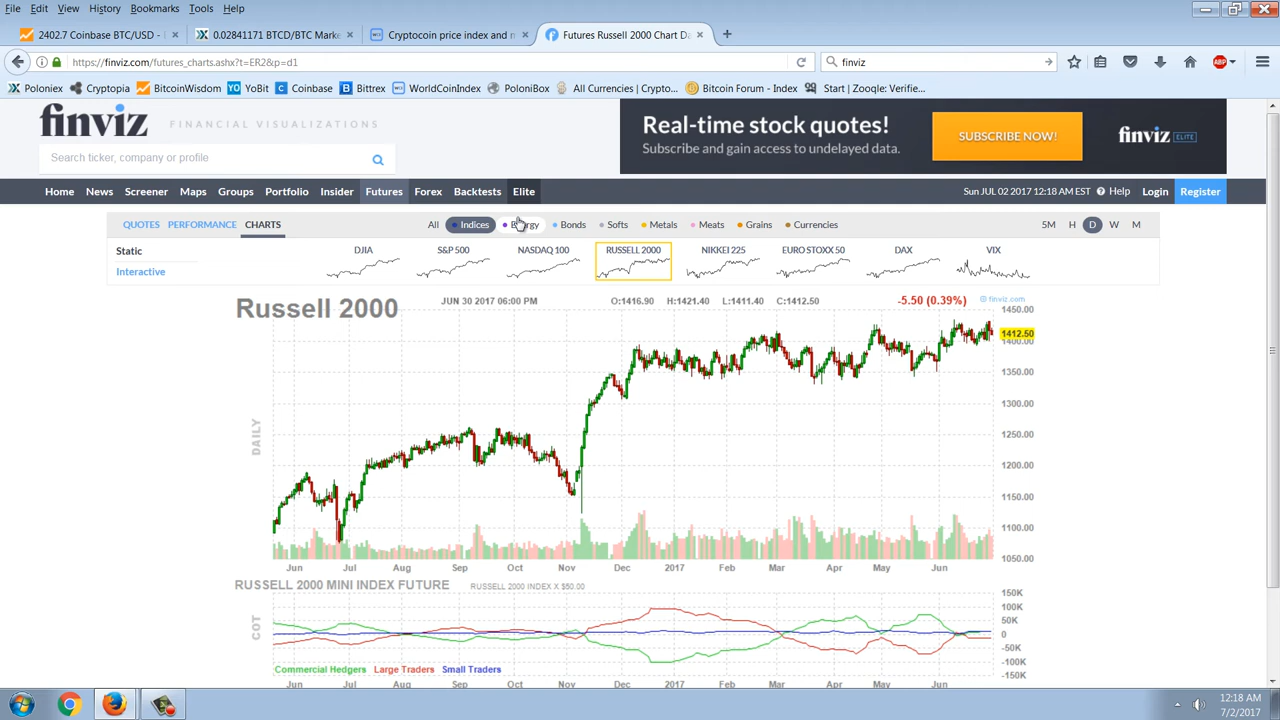 File Edit View History Bookmarks Tools Help
2402.7 Coinbase BTC/USD - 
0.02841171 BTCD/BTC Marke
Cryptocoin price index and n
Futures Russell 2000 Chart Da
https://finviz.com/futures_charts.ashx?t=ER2&p=d1
finviz
ABP
Poloniex Cryptopia BitcoinWisdom YO YoBit Coinbase Bittrex WorldCoinIndex PoloniBox All Currencies | Crypto... Bitcoin Forum - Index Start | Zooqle: Verifie...
finviz FINANCIAL VISUALIZATIONS
Real-time stock quotes!
Subscribe and gain access to undelayed data.
SUBSCRIBE NOW!
finviz ELITE
Search ticker, company or profile
Home News Screener Maps Groups Portfolio Insider Futures Forex Backtests Elite
Sun JUL 02 2017 12:18 AM EST Help Login Register
QUOTES PERFORMANCE CHARTS
All Indices Energy Bonds Softs Metals Meats Grains Currencies
5M H D W M
Static
Interactive
DJIA S&P 500 NASDAQ 100 RUSSELL 2000 NIKKEI 225 EURO STOXX 50 DAX VIX
Russell 2000
JUN 30 2017 06:00 PM O:1416.90 H:1421.40 L:1411.40 C:1412.50 -5.50 (0.39%) © finviz.com
1450.00
1412.50
1400.00
1350.00
1300.00
1250.00
1200.00
1150.00
1100.00
1050.00
DAILY
Jun Jul Aug Sep Oct Nov Dec 2017 Feb Mar Apr May Jun
RUSSELL 2000 MINI INDEX FUTURE RUSSELL 2000 INDEX X $50.00
150K
100K
50K
0
-50K
-100K
-150K
COT
Commercial Hedgers Large Traders Small Traders
Jun Jul Aug Sep Oct Nov Dec 2017 Feb Mar Apr May Jun
12:18 AM
7/2/2017